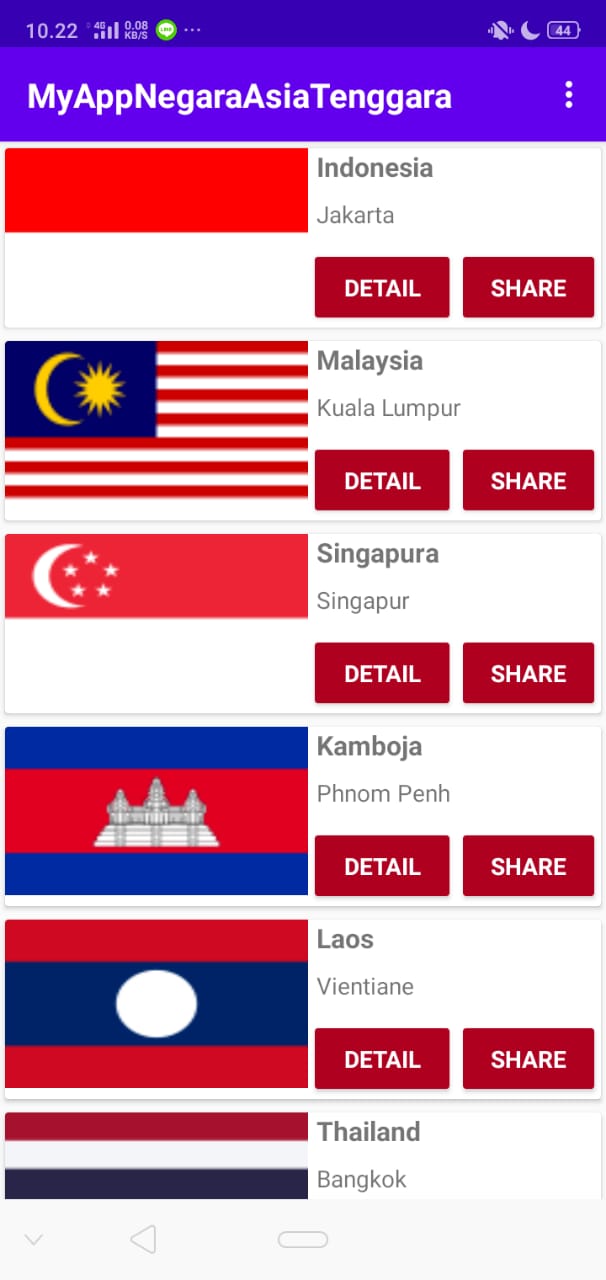 10.22 4G 0.08 KB/S LINE ... 44
MyAppNegaraAsiaTenggara
Indonesia
Jakarta
DETAIL SHARE
Malaysia
Kuala Lumpur
DETAIL SHARE
Singapura
Singapur
DETAIL SHARE
Kamboja
Phnom Penh
DETAIL SHARE
Laos
Vientiane
DETAIL SHARE
Thailand
Bangkok